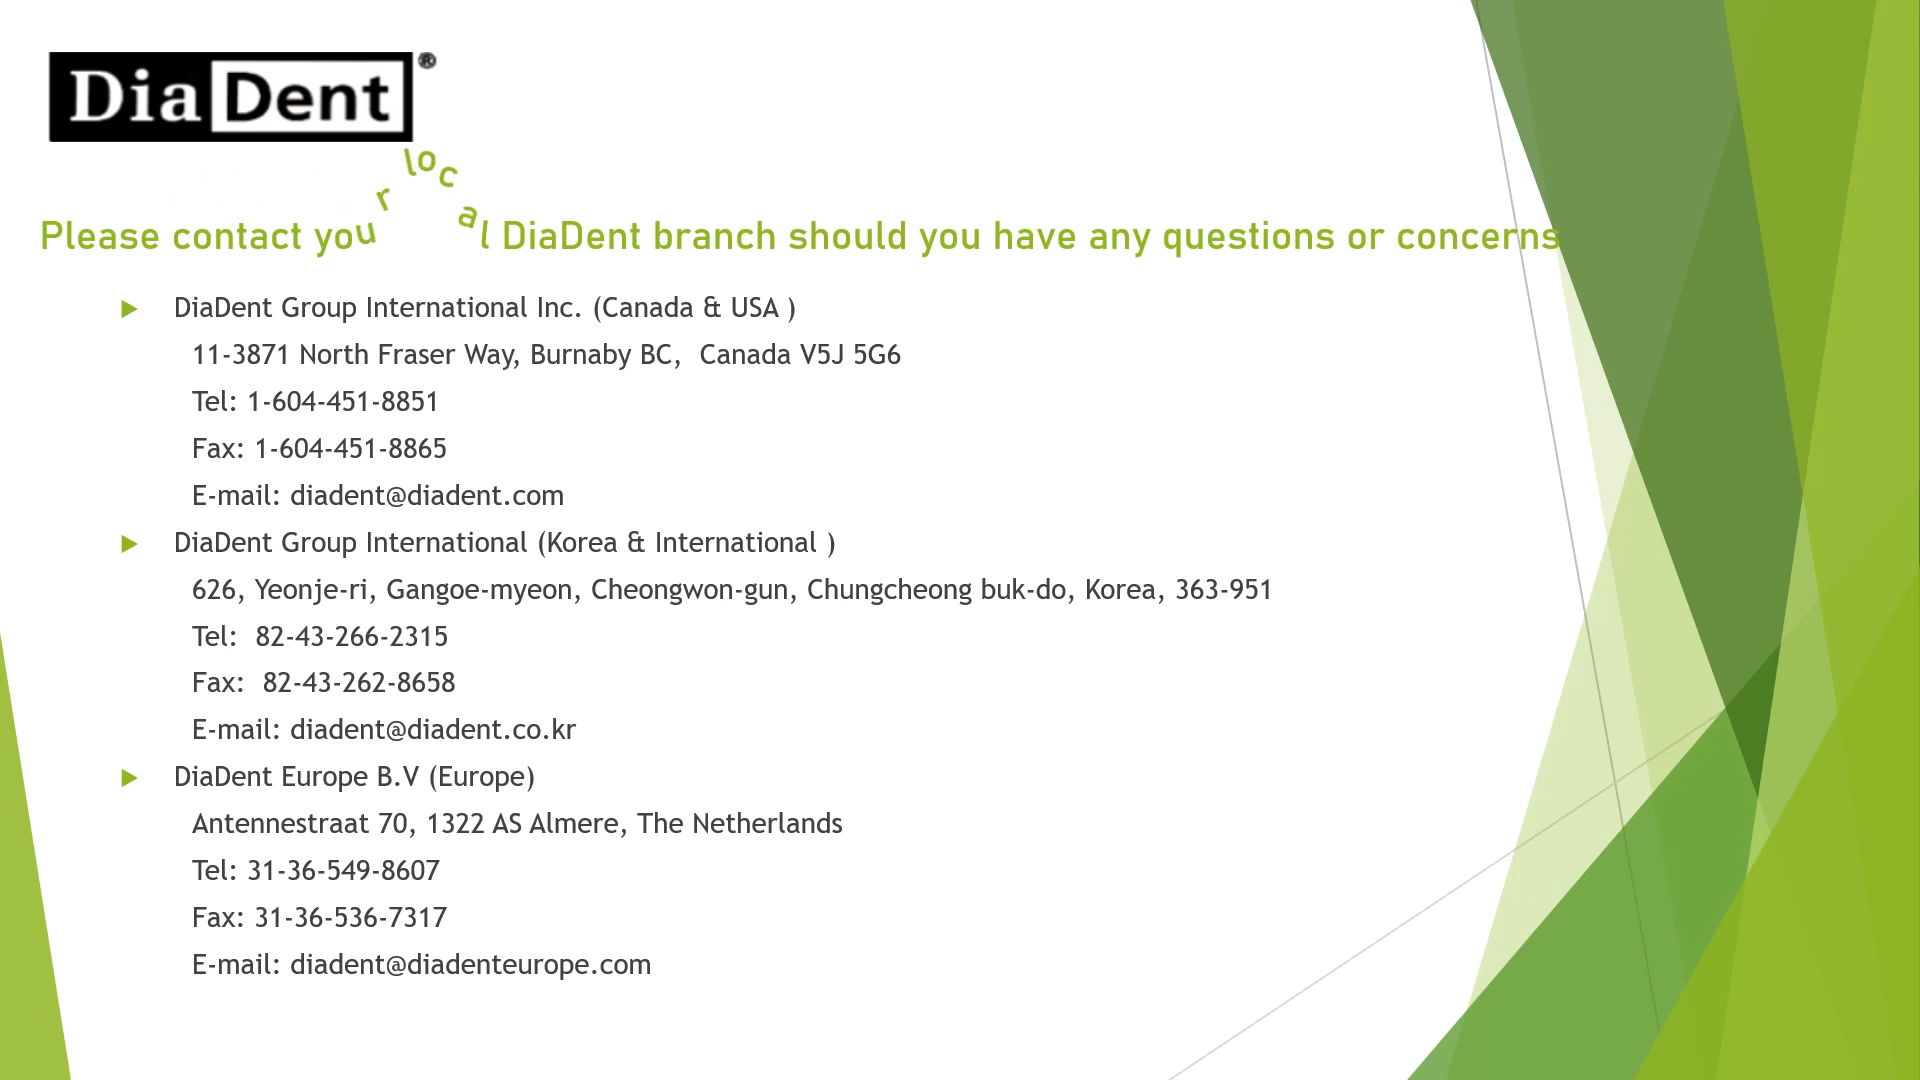 DiaDent®
Please contact your local DiaDent branch should you have any questions or concerns
DiaDent Group International Inc. (Canada & USA )
11-3871 North Fraser Way, Burnaby BC,  Canada V5J 5G6
Tel: 1-604-451-8851
Fax: 1-604-451-8865
E-mail: diadent@diadent.com
DiaDent Group International (Korea & International )
626, Yeonje-ri, Gangoe-myeon, Cheongwon-gun, Chungcheong buk-do, Korea, 363-951
Tel:  82-43-266-2315
Fax:  82-43-262-8658
E-mail: diadent@diadent.co.kr
DiaDent Europe B.V (Europe)
Antennestraat 70, 1322 AS Almere, The Netherlands
Tel: 31-36-549-8607
Fax: 31-36-536-7317
E-mail: diadent@diadenteurope.com